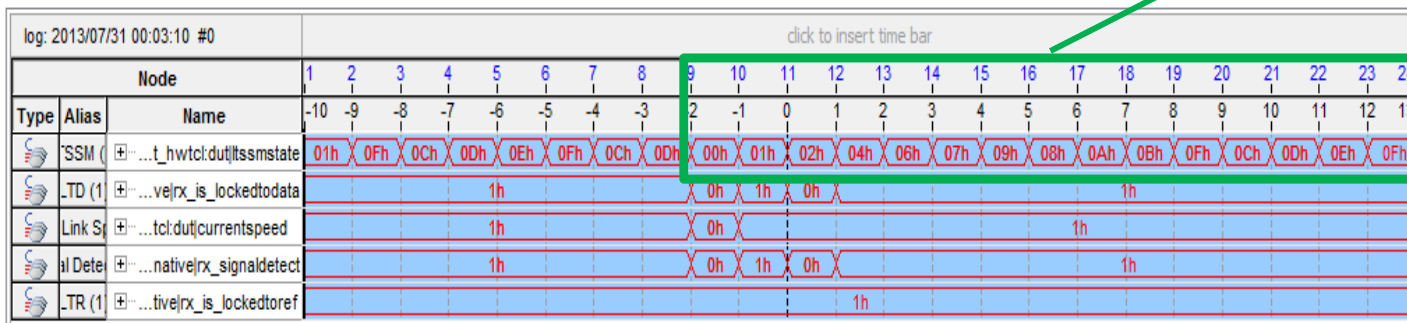 log: 2013/07/31 00:03:10 #0 click to insert time bar
Node 1 2 3 4 5 6 7 8 9 10 11 12 13 14 15 16 17 18 19 20 21 22 23 2
Type Alias Name -10 -9 -8 -7 -6 -5 -4 -3 -2 -1 0 1 2 3 4 5 6 7 8 9 10 11 12 1
TSSM ( ...t_hwtcl:dut|ltssmstate 01h 0Fh 0Ch 0Dh 0Eh 0Fh 0Ch 0Dh 00h 01h 02h 04h 06h 07h 09h 08h 0Ah 0Bh 0Fh 0Ch 0Dh 0Eh 0Fh
_TD (1) ...ve|rx_is_lockedtodata 1h 0h 1h 0h 1h
Link Sp ...tcl:dut|currentspeed 1h 0h 1h
al Detec ...native|rx_signaldetect 1h 0h 1h 0h 1h
_TR (1) ...tive|rx_is_lockedtoref 1h